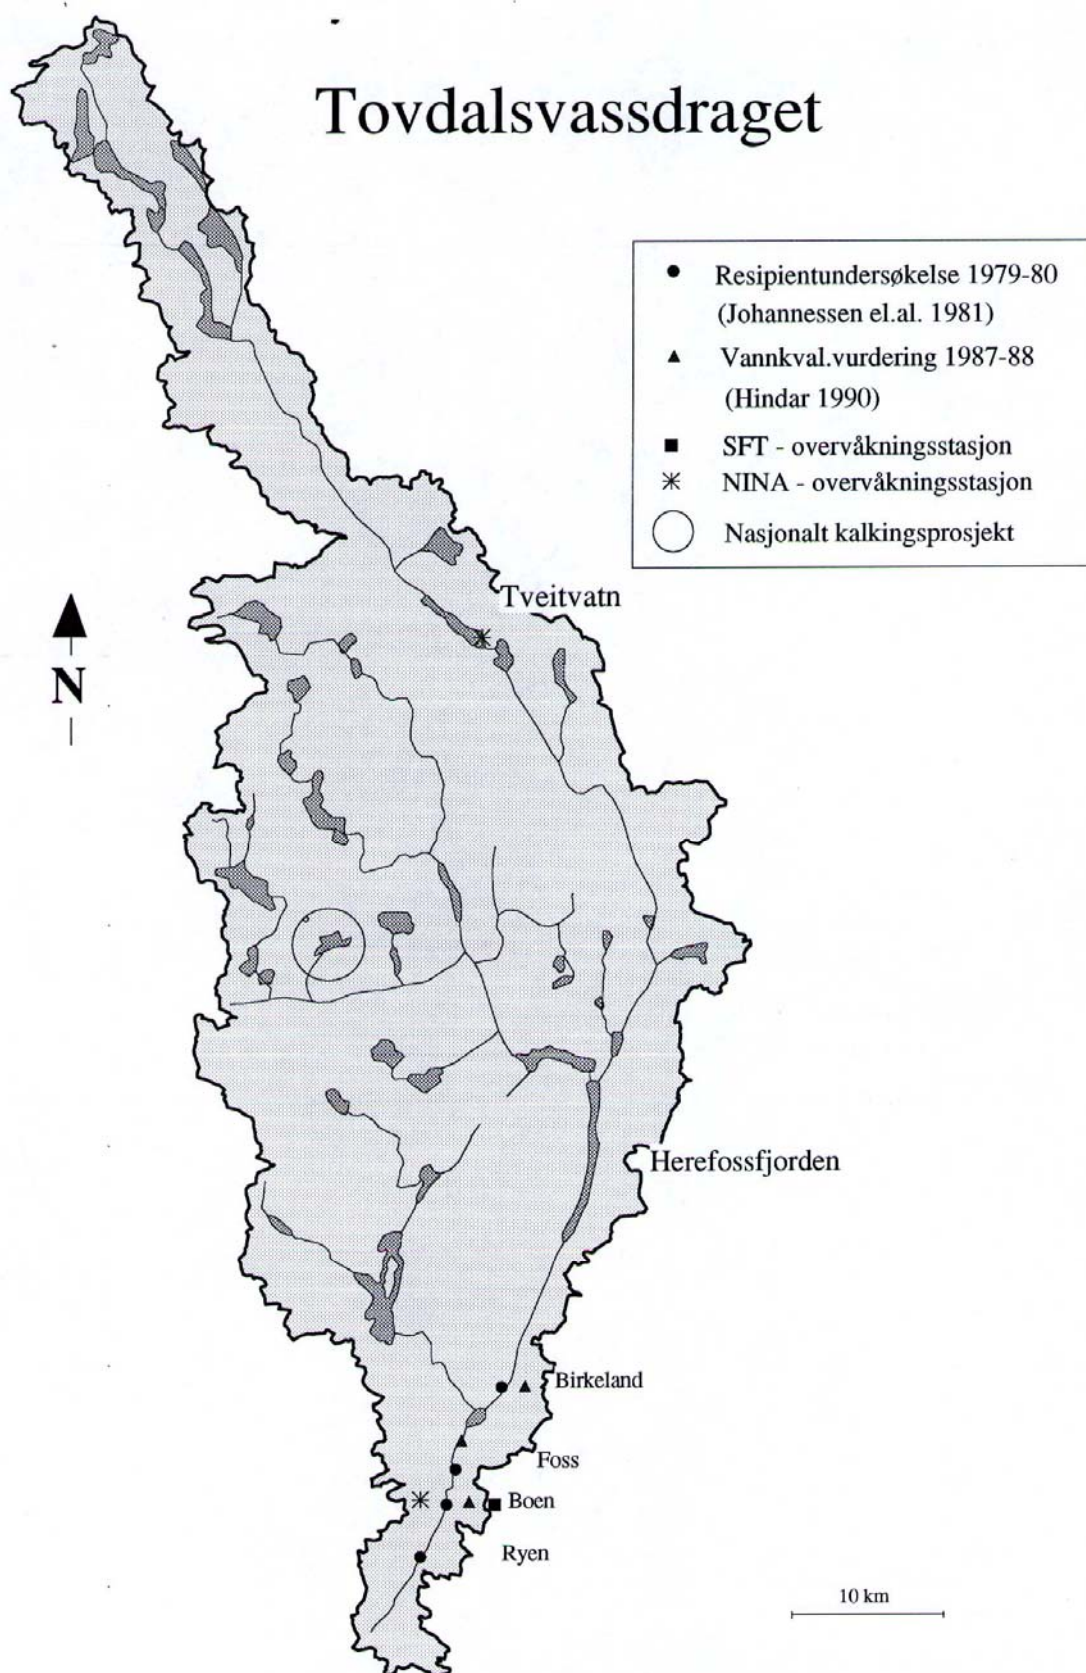 Tovdalsvassdraget
Resipientundersøkelse 1979-80
(Johannessen el.al. 1981)
Vannkval.vurdering 1987-88
(Hindar 1990)
SFT - overvåkningsstasjon
NINA - overvåkningsstasjon
Nasjonalt kalkingsprosjekt
Tveitvatn
N
Herefossfjorden
Birkeland
Foss
Boen
Ryen
10 km